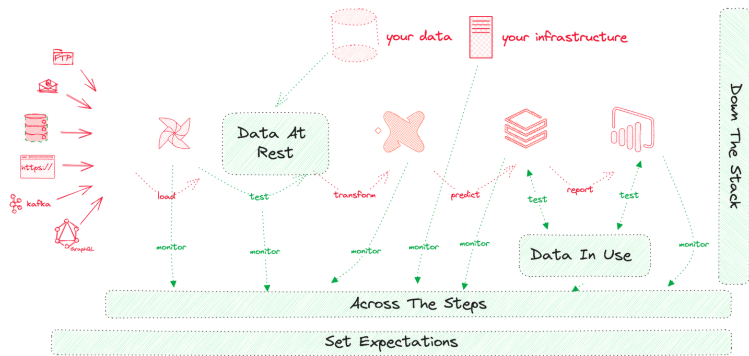 your data
your infrastructure
FTP
https://
kafka
GraphQL
Data At
Rest
load
test
transform
predict
report
test
test
monitor
monitor
monitor
monitor
monitor
monitor
Data In Use
Down The Stack
Across The Steps
Set Expectations